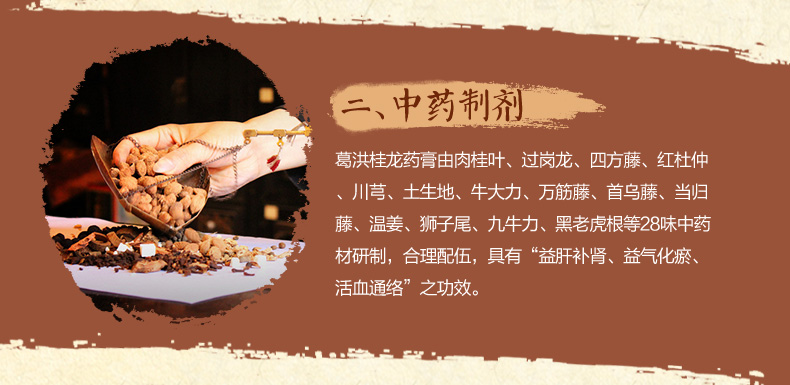 二、中药制剂
葛洪桂龙药膏由肉桂叶、过岗龙、四方藤、红杜仲
、川芎、土生地、牛大力、万筋藤、首乌藤、当归
藤、温姜、狮子尾、九牛力、黑老虎根等28味中药
材研制，合理配伍，具有“益肝补肾、益气化瘀、
活血通络”之功效。